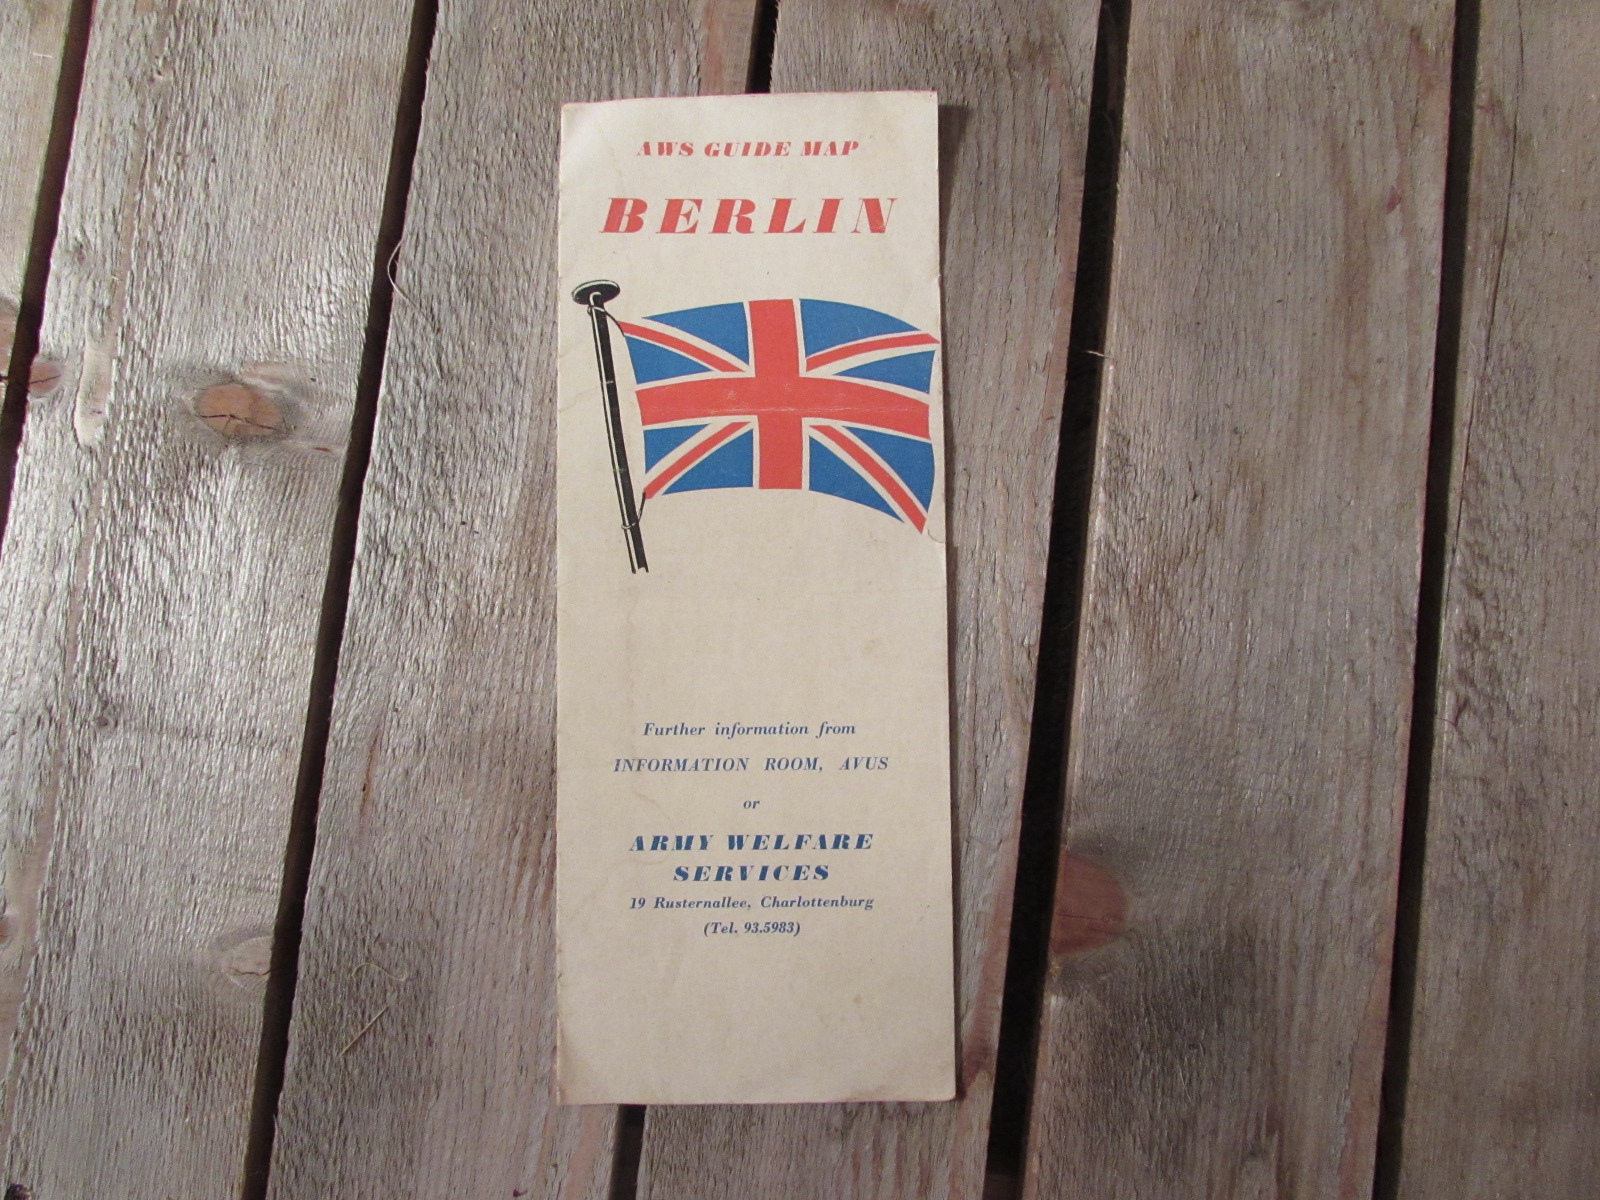 AWS GUIDE MAP
BERLIN
Further information from
INFORMATION ROOM, AVUS
or
ARMY WELFARE
SERVICES
19 Rusternallee, Charlottenburg
(Tel. 93.5983)